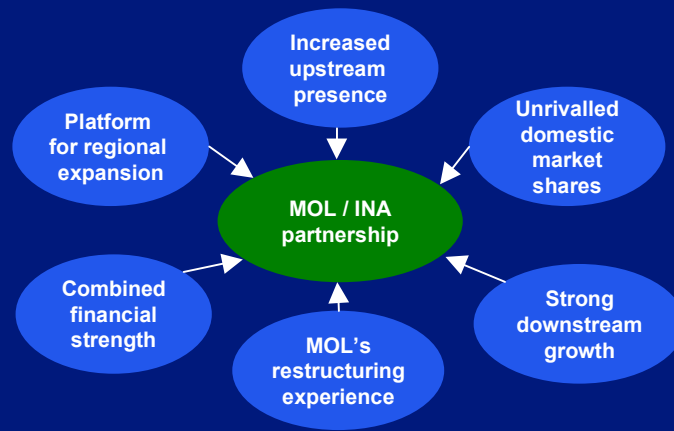 Increased
upstream
presence
Platform
for regional
expansion
Unrivalled
domestic
market
shares
MOL / INA
partnership
Combined
financial
strength
MOL’s
restructuring
experience
Strong
downstream
growth